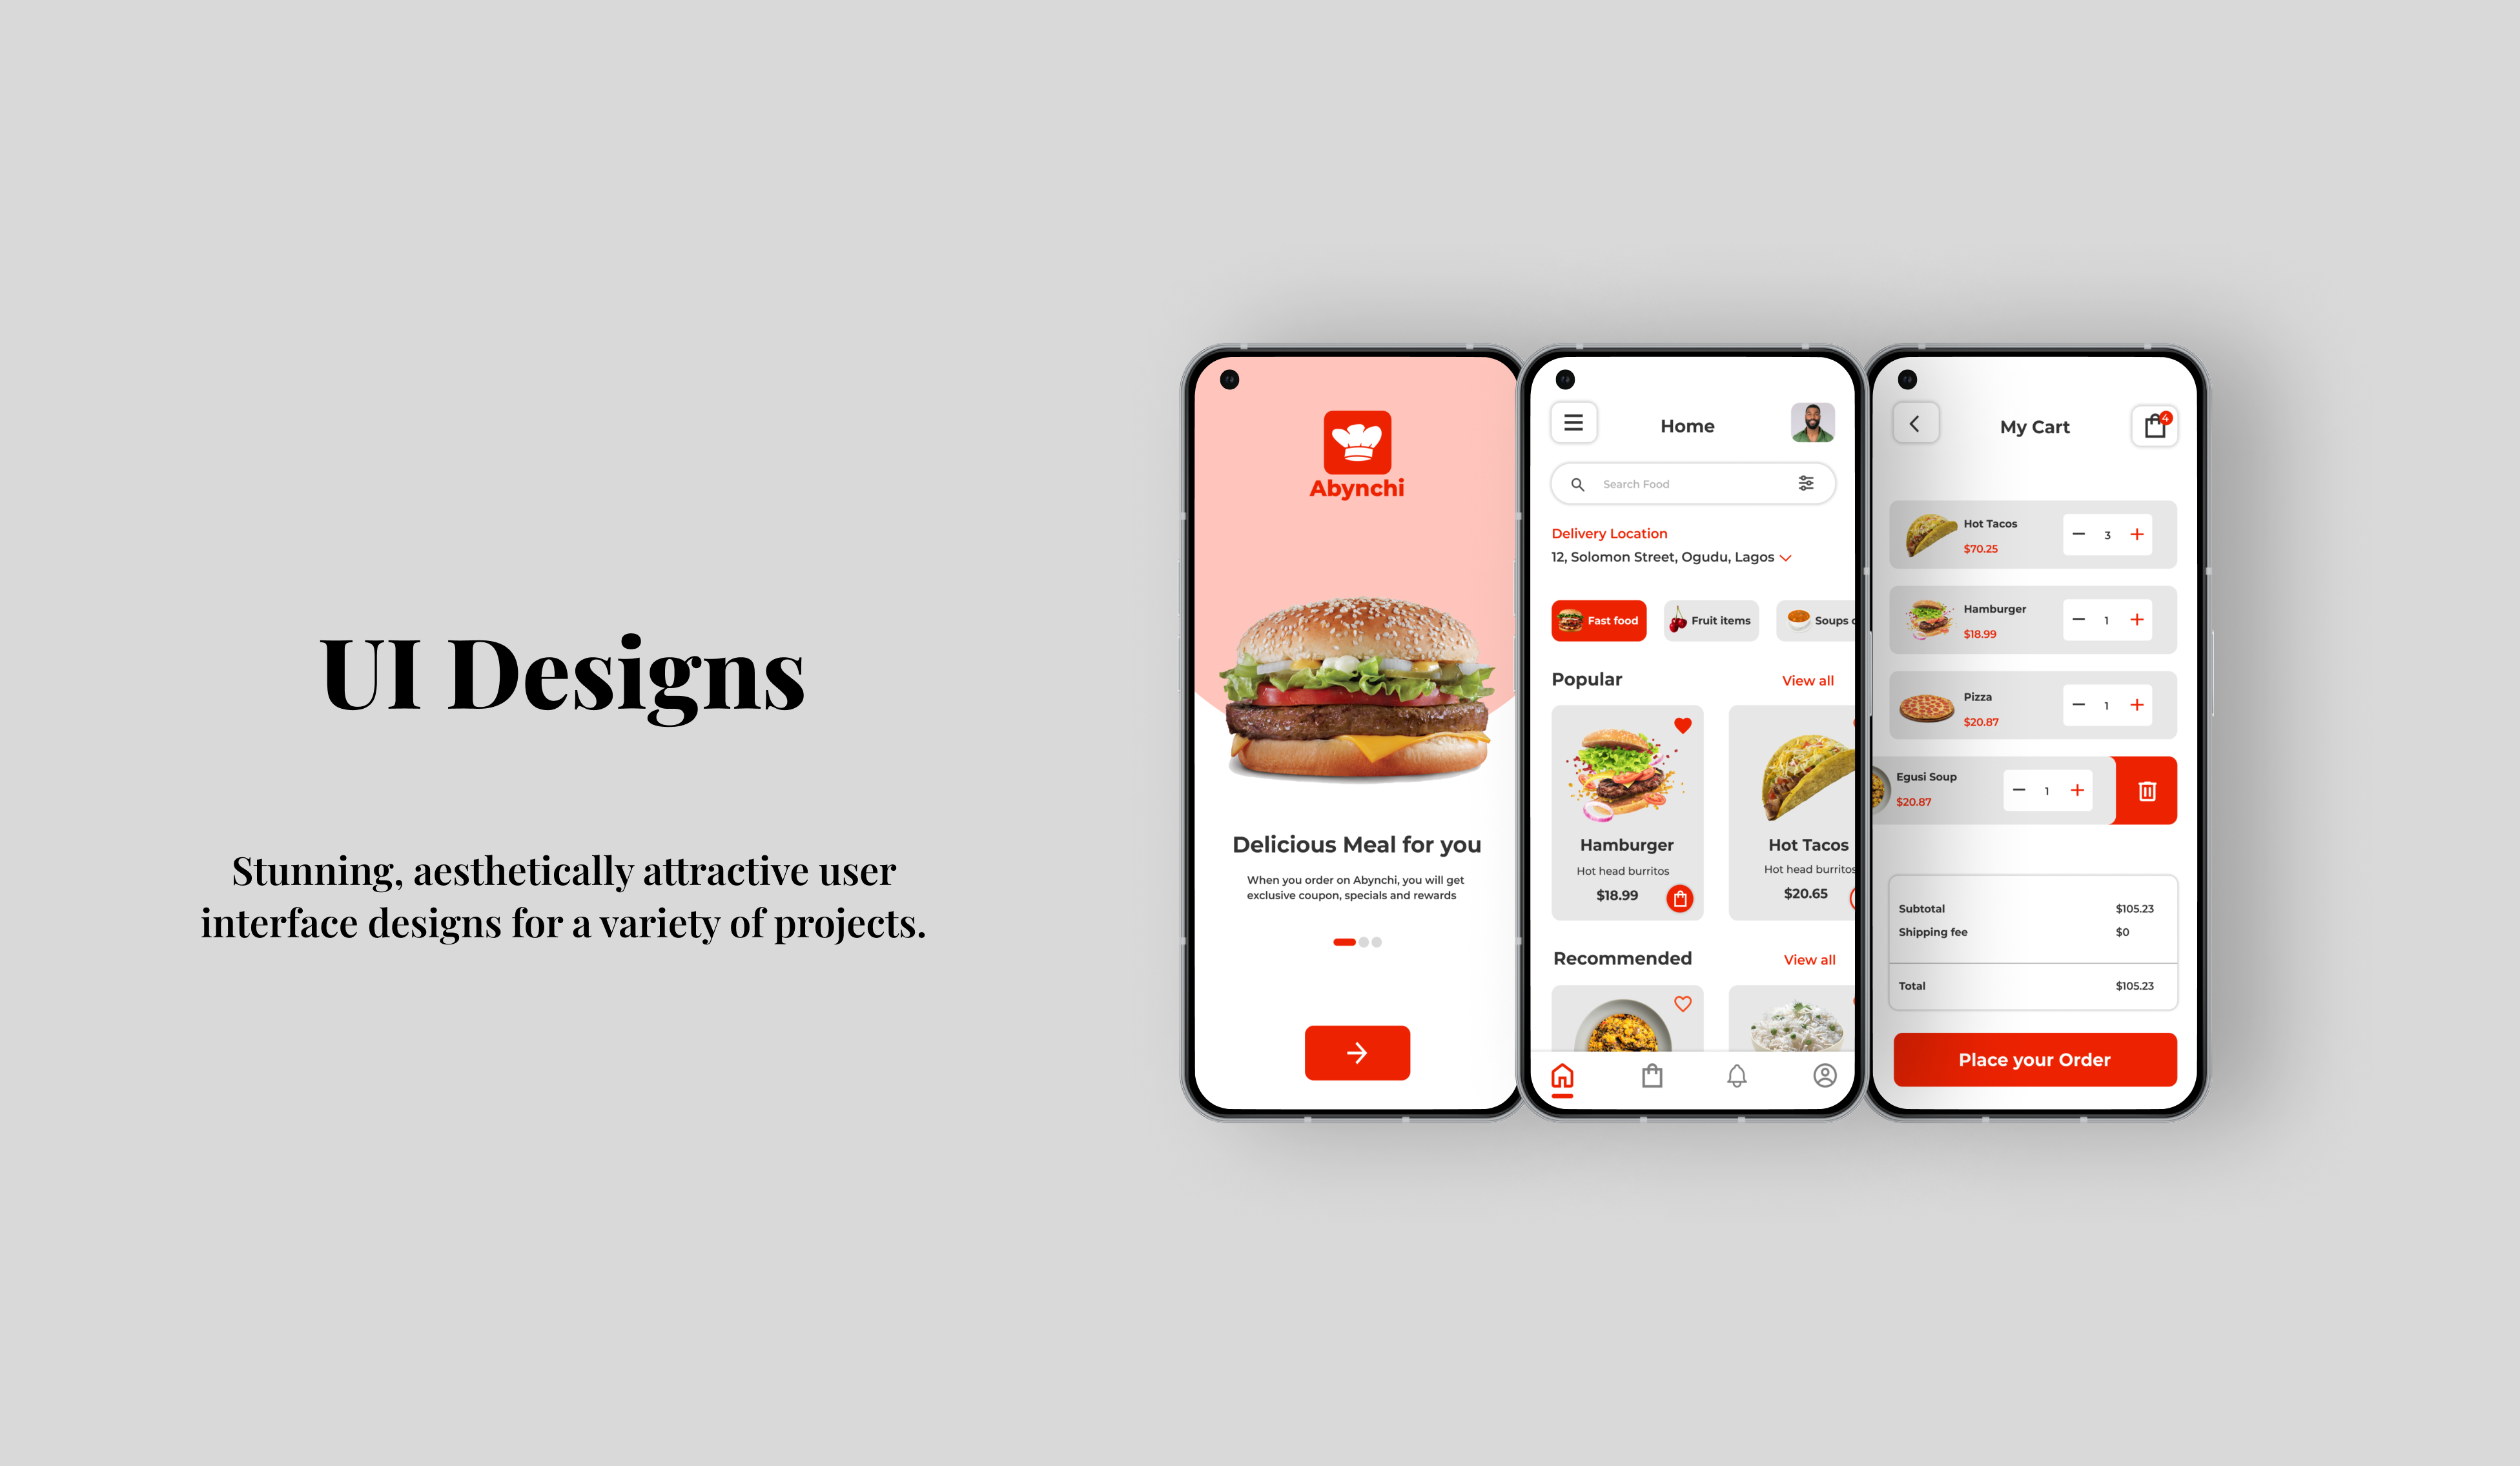 UI Designs
Stunning, aesthetically attractive user
interface designs for a variety of projects.
Abynchi
Delicious Meal for you
When you order on Abynchi, you will get
exclusive coupon, specials and rewards
Home
Search Food
Delivery Location
12, Solomon Street, Ogudu, Lagos
Fast food
Fruit items
Soups
Popular
View all
Hamburger
Hot head burritos
$18.99
Hot Tacos
Hot head burritos
$20.65
Recommended
View all
My Cart
4
Hot Tacos
$70.25
3
Hamburger
$18.99
1
Pizza
$20.87
1
Egusi Soup
$20.87
1
Subtotal $105.23
Shipping fee $0
Total $105.23
Place your Order